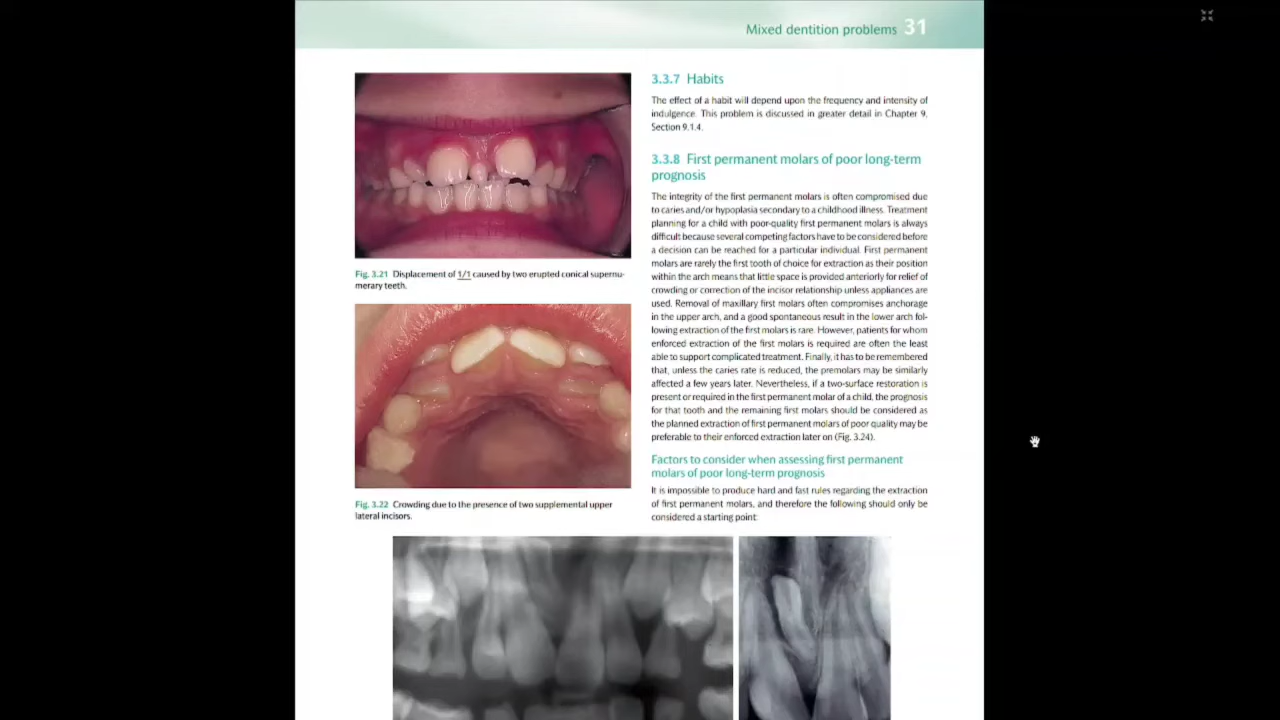 Mixed dentition problems 31
Fig. 3.21 Displacement of 1/1 caused by two erupted conical supernu-
merary teeth.
Fig. 3.22 Crowding due to the presence of two supplemental upper
lateral incisors.
3.3.7 Habits
The effect of a habit will depend upon the frequency and intensity of
indulgence. This problem is discussed in greater detail in Chapter 9,
Section 9.1.4.
3.3.8 First permanent molars of poor long-term
prognosis
The integrity of the first permanent molars is often compromised due
to caries and/or hypoplasia secondary to a childhood illness. Treatment
planning for a child with poor-quality first permanent molars is always
difficult because several competing factors have to be considered before
a decision can be reached for a particular individual. First permanent
molars are rarely the first tooth of choice for extraction as their position
within the arch means that little space is provided anteriorly for relief of
crowding or correction of the incisor relationship unless appliances are
used. Removal of maxillary first molars often compromises anchorage
in the upper arch, and a good spontaneous result in the lower arch fol-
lowing extraction of the first molars is rare. However, patients for whom
enforced extraction of the first molars is required are often the least
able to support complicated treatment. Finally, it has to be remembered
that, unless the caries rate is reduced, the premolars may be similarly
affected a few years later. Nevertheless, if a two-surface restoration is
present or required in the first permanent molar of a child, the prognosis
for that tooth and the remaining first molars should be considered as
the planned extraction of first permanent molars of poor quality may be
preferable to their enforced extraction later on (Fig. 3.24).
Factors to consider when assessing first permanent
molars of poor long-term prognosis
It is impossible to produce hard and fast rules regarding the extraction
of first permanent molars, and therefore the following should only be
considered a starting point: